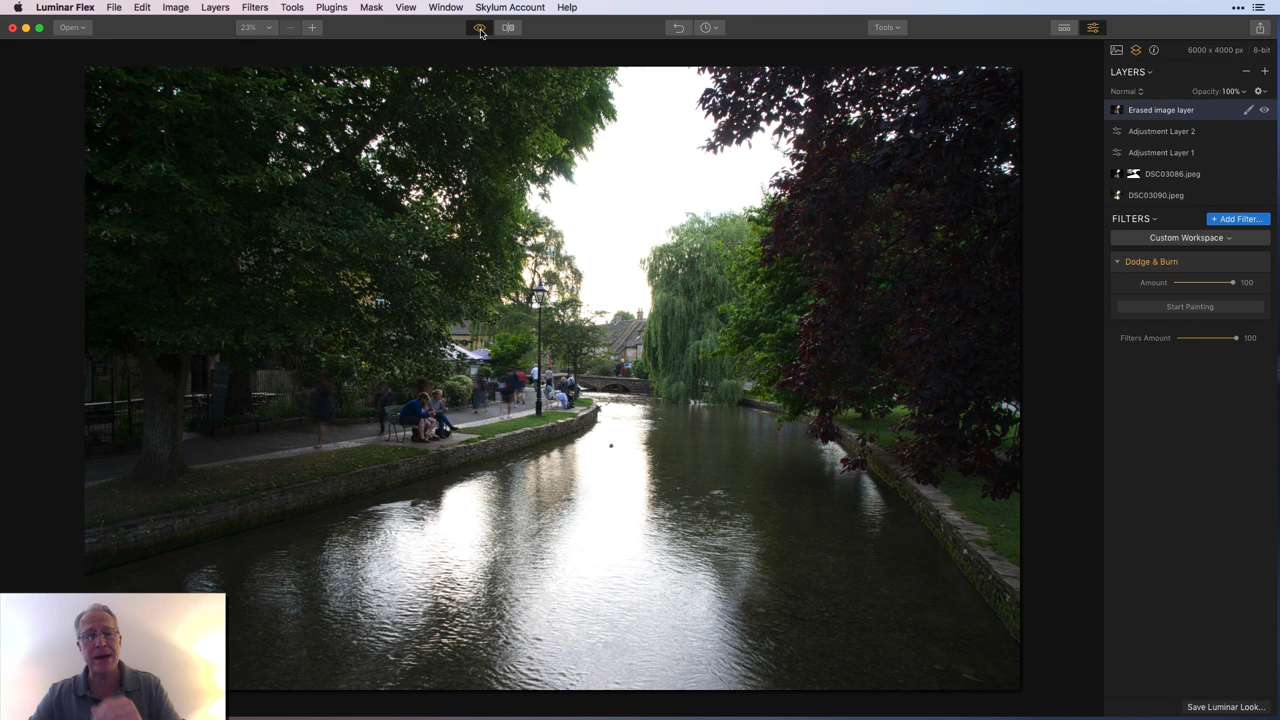 Luminar Flex File Edit Image Layers Filters Tools Plugins Mask View Window Skylum Account Help
Open 23% Tools
6000 x 4000 px 8-bit
LAYERS
Normal Opacity: 100%
Erased image layer
Adjustment Layer 2
Adjustment Layer 1
DSC03086.jpeg
DSC03090.jpeg
FILTERS + Add Filter...
Custom Workspace
Dodge & Burn
Amount 100
Start Painting
Filters Amount 100
Save Luminar Look...